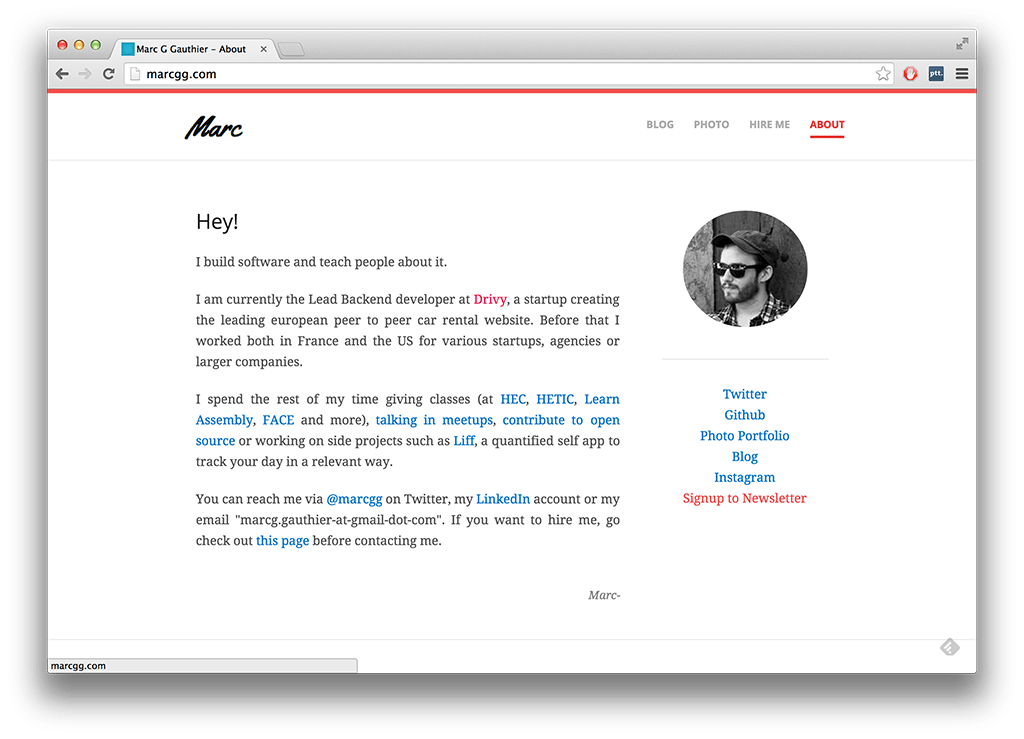 Marc G Gauthier – About
marcgg.com
ptt.
Marc
BLOG PHOTO HIRE ME ABOUT
Hey!
I build software and teach people about it.
I am currently the Lead Backend developer at Drivy, a startup creating
the leading european peer to peer car rental website. Before that I
worked both in France and the US for various startups, agencies or
larger companies.
I spend the rest of my time giving classes (at HEC, HETIC, Learn
Assembly, FACE and more), talking in meetups, contribute to open
source or working on side projects such as Liff, a quantified self app to
track your day in a relevant way.
You can reach me via @marcgg on Twitter, my LinkedIn account or my
email "marcg.gauthier-at-gmail-dot-com". If you want to hire me, go
check out this page before contacting me.
Marc-
Twitter
Github
Photo Portfolio
Blog
Instagram
Signup to Newsletter
marcgg.com